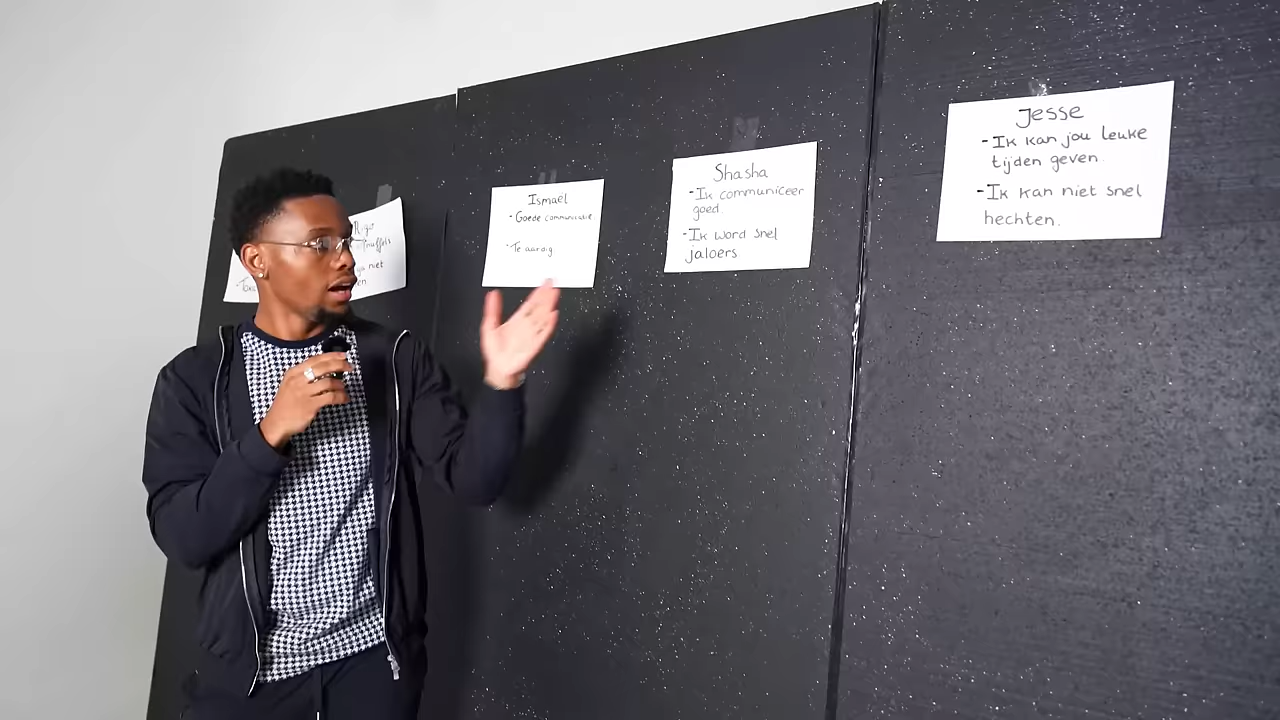 Ismaël
- Goede communicatie
- Te aardig
Shasha
- Ik communiceer
goed.
- Ik word snel
jaloers.
Jesse
- Ik kan jou leuke
tijden geven.
- Ik kan niet snel
hechten.
niet